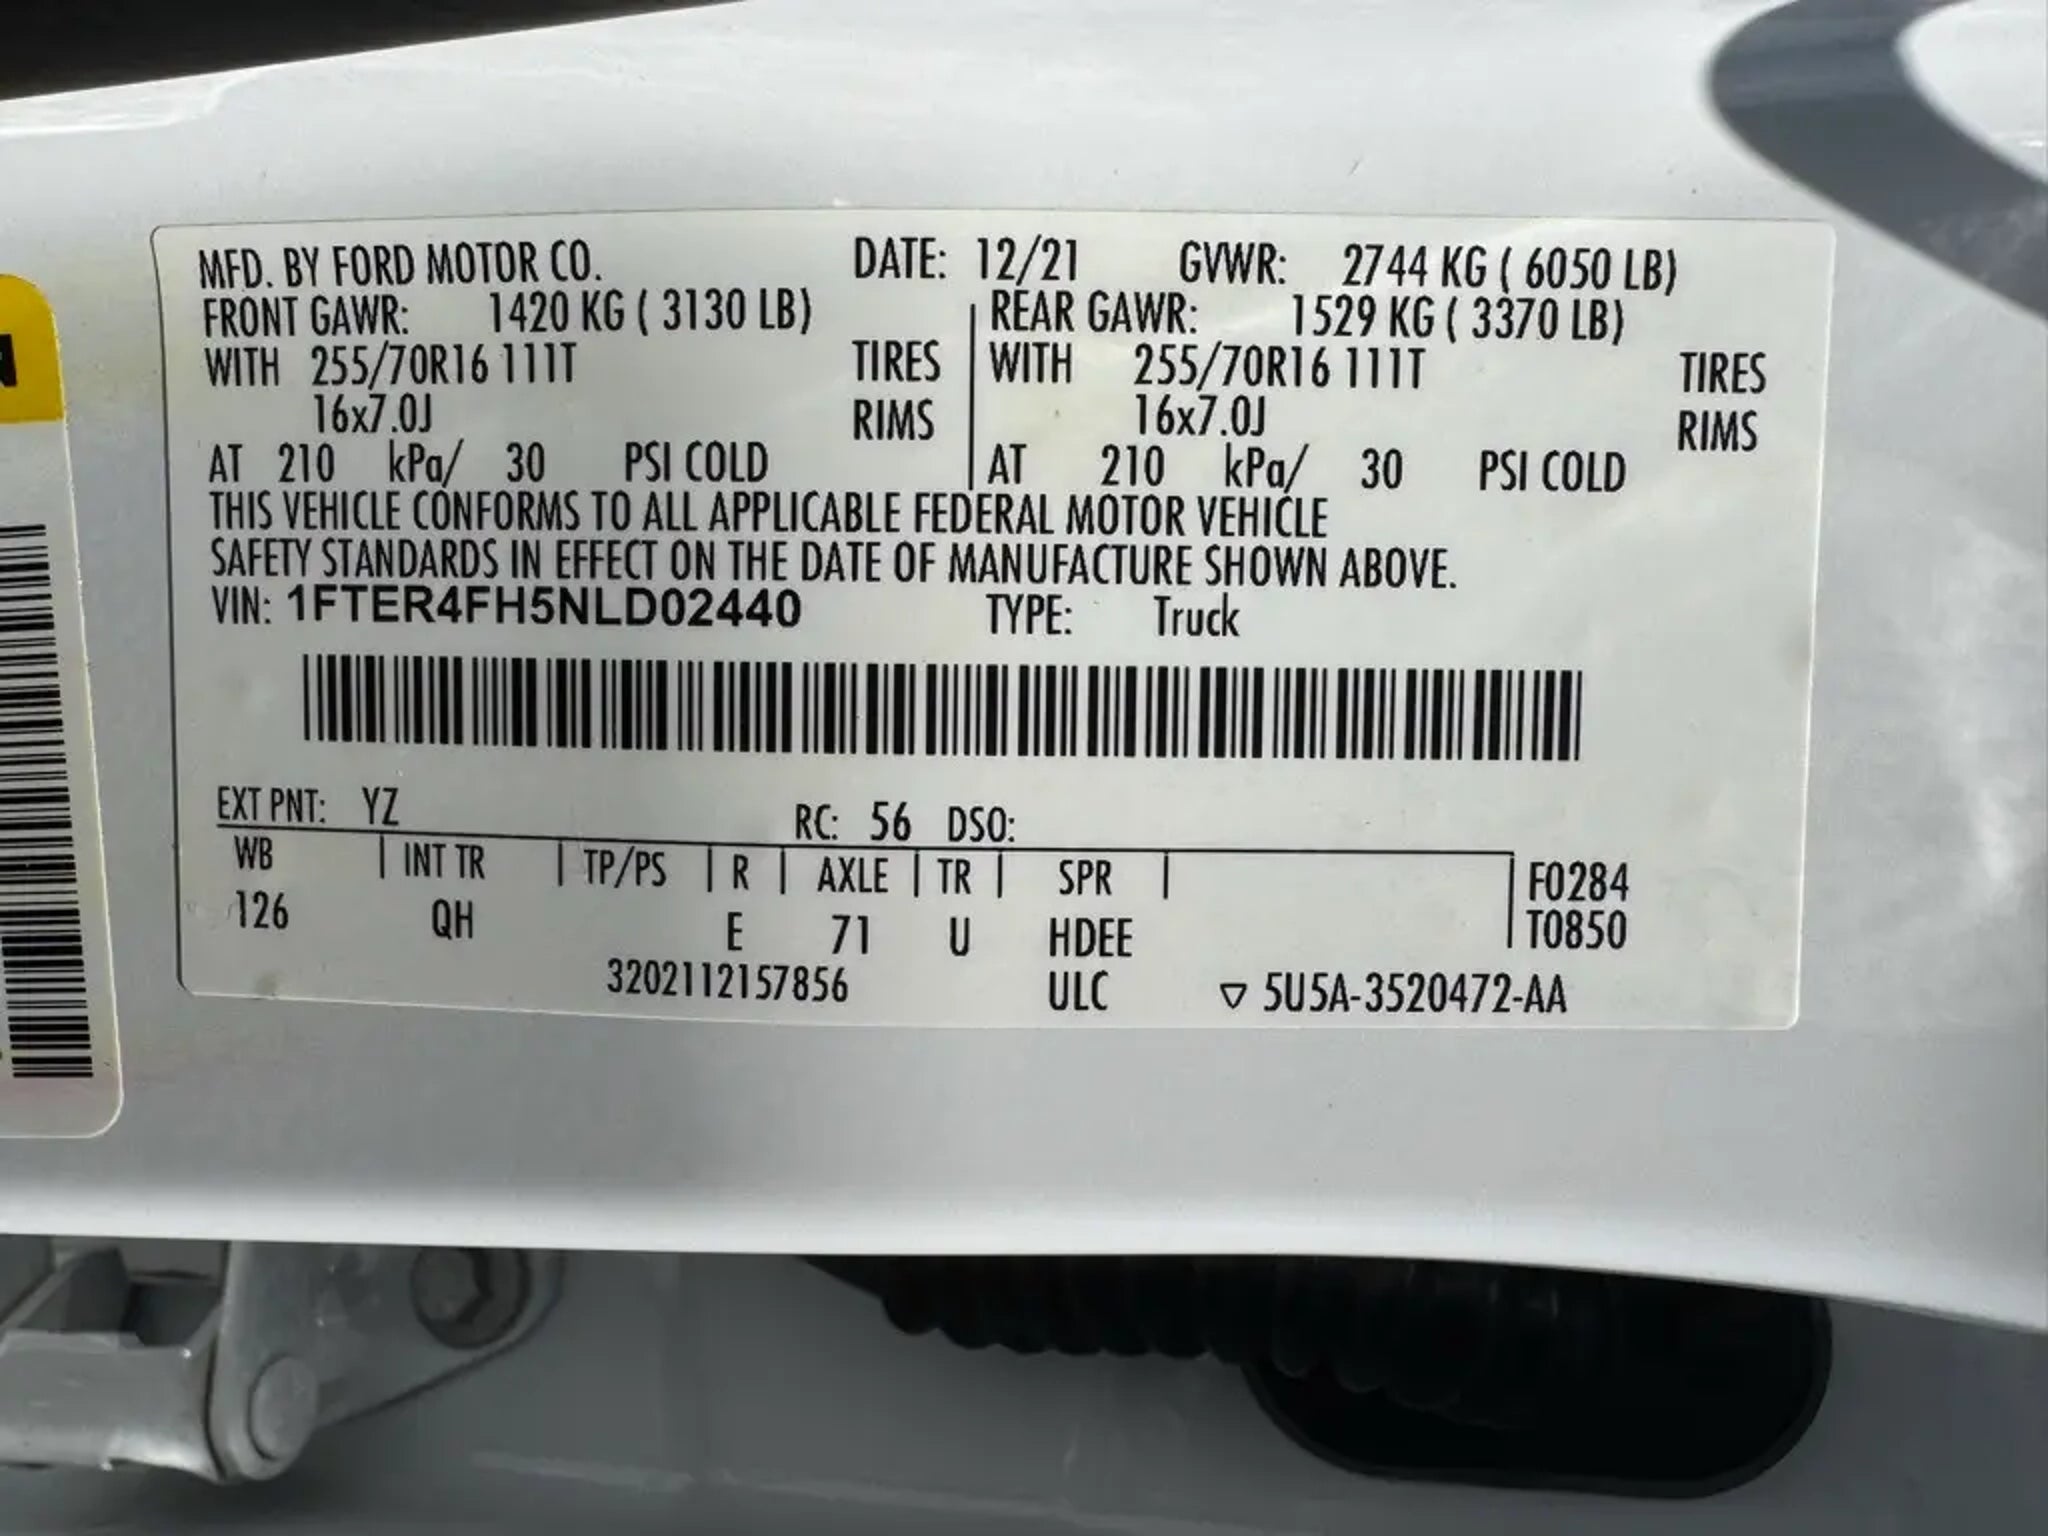 MFD. BY FORD MOTOR CO. DATE: 12/21 GVWR: 2744 KG ( 6050 LB)
FRONT GAWR: 1420 KG ( 3130 LB) REAR GAWR: 1529 KG ( 3370 LB)
WITH 255/70R16 111T TIRES WITH 255/70R16 111T TIRES
16x7.0J RIMS 16x7.0J RIMS
AT 210 kPa/ 30 PSI COLD AT 210 kPa/ 30 PSI COLD
THIS VEHICLE CONFORMS TO ALL APPLICABLE FEDERAL MOTOR VEHICLE
SAFETY STANDARDS IN EFFECT ON THE DATE OF MANUFACTURE SHOWN ABOVE.
VIN: 1FTER4FH5NLD02440 TYPE: Truck
EXT PNT: YZ RC: 56 DSO:
WB INT TR TP/PS R AXLE TR SPR F0284
126 QH E 71 U HDEE T0850
3202112157856 ULC ▽ 5U5A-3520472-AA